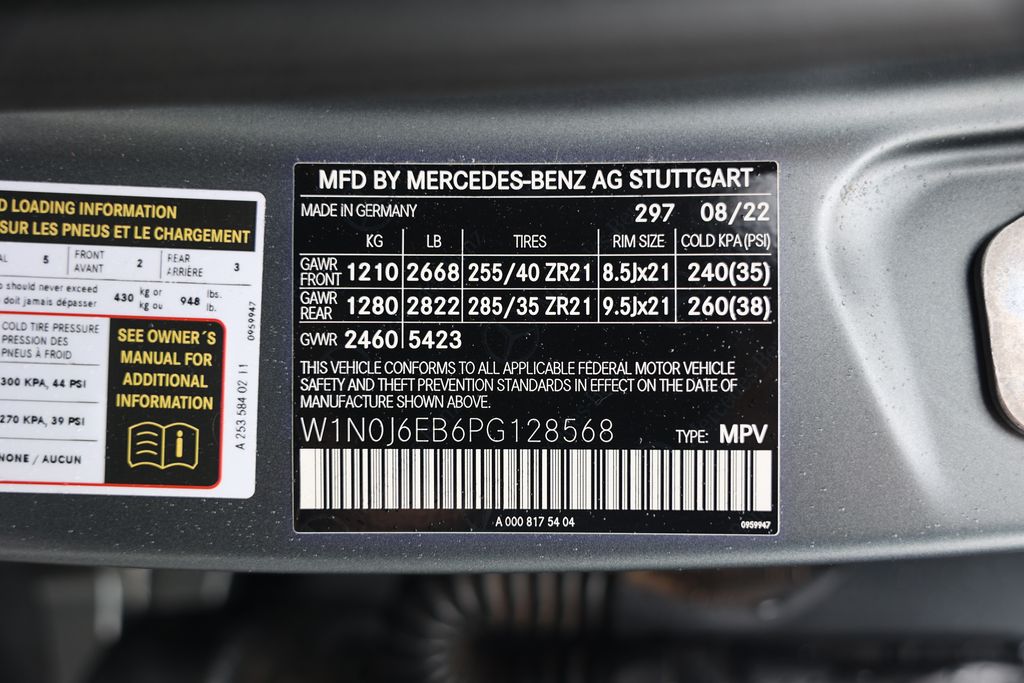 D LOADING INFORMATION
SUR LES PNEUS ET LE CHARGEMENT
AL 5 FRONT AVANT 2 REAR ARRIÈRE 3
should never exceed
doit jamais dépasser 430 kg or kg ou 948 lbs. lb.
COLD TIRE PRESSURE
PRESSION DES
PNEUS À FROID
300 KPA, 44 PSI
270 KPA, 39 PSI
NONE / AUCUN
SEE OWNER´S
MANUAL FOR
ADDITIONAL
INFORMATION
0959947
A 253 584 02 11
MFD BY MERCEDES-BENZ AG STUTTGART
MADE IN GERMANY 297 08/22
KG LB TIRES RIM SIZE COLD KPA(PSI)
GAWR FRONT 1210 2668 255/40 ZR21 8.5Jx21 240(35)
GAWR REAR 1280 2822 285/35 ZR21 9.5Jx21 260(38)
GVWR 2460 5423
THIS VEHICLE CONFORMS TO ALL APPLICABLE FEDERAL MOTOR VEHICLE
SAFETY AND THEFT PREVENTION STANDARDS IN EFFECT ON THE DATE OF
MANUFACTURE SHOWN ABOVE.
W1N0J6EB6PG128568 TYPE: MPV
A 000 817 54 04 0959947